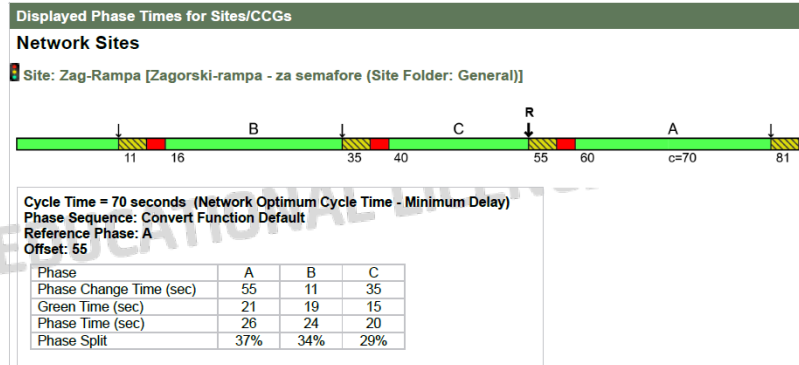 Displayed Phase Times for Sites/CCGs
Network Sites
Site: Zag-Rampa [Zagorski-rampa - za semafore (Site Folder: General)]
R
B C A
11 16 35 40 55 60 c=70 81
Cycle Time = 70 seconds (Network Optimum Cycle Time - Minimum Delay)
Phase Sequence: Convert Function Default
Reference Phase: A
Offset: 55
Phase A B C
Phase Change Time (sec) 55 11 35
Green Time (sec) 21 19 15
Phase Time (sec) 26 24 20
Phase Split 37% 34% 29%
EDUCATIONAL